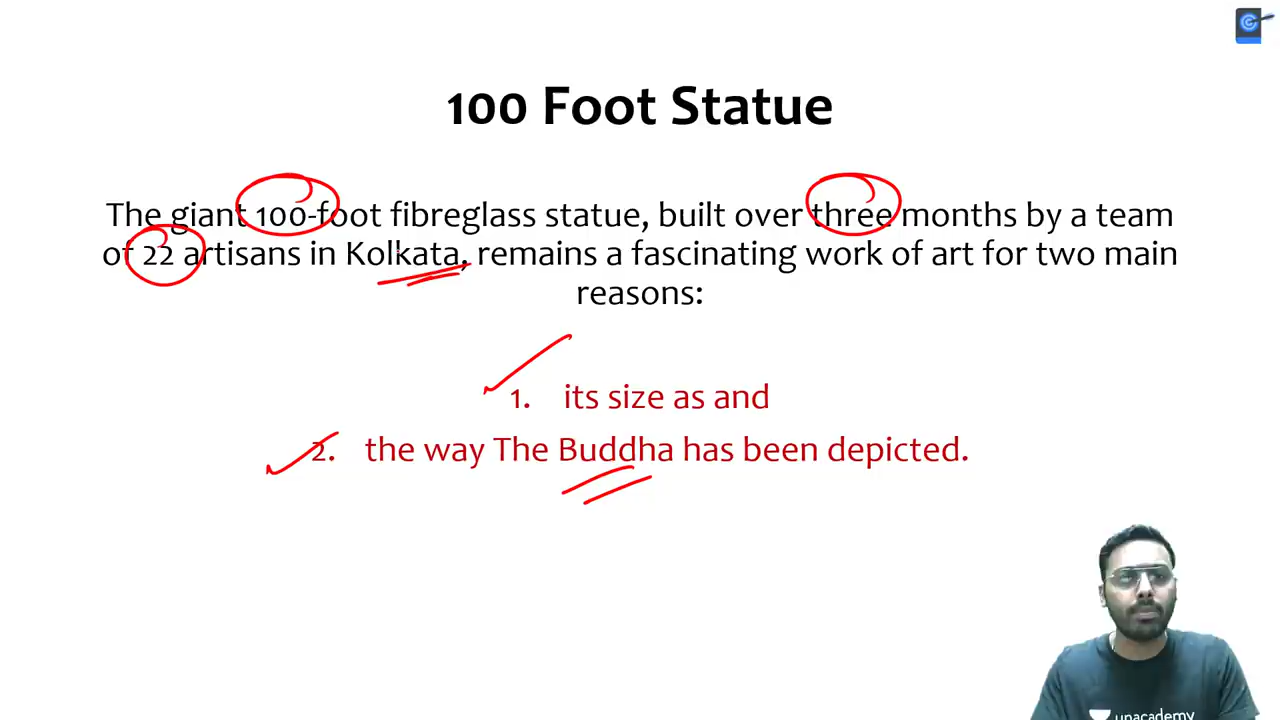 100 Foot Statue
The giant 100-foot fibreglass statue, built over three months by a team
of 22 artisans in Kolkata, remains a fascinating work of art for two main
reasons:
1. its size as and
2. the way The Buddha has been depicted.
unacademy